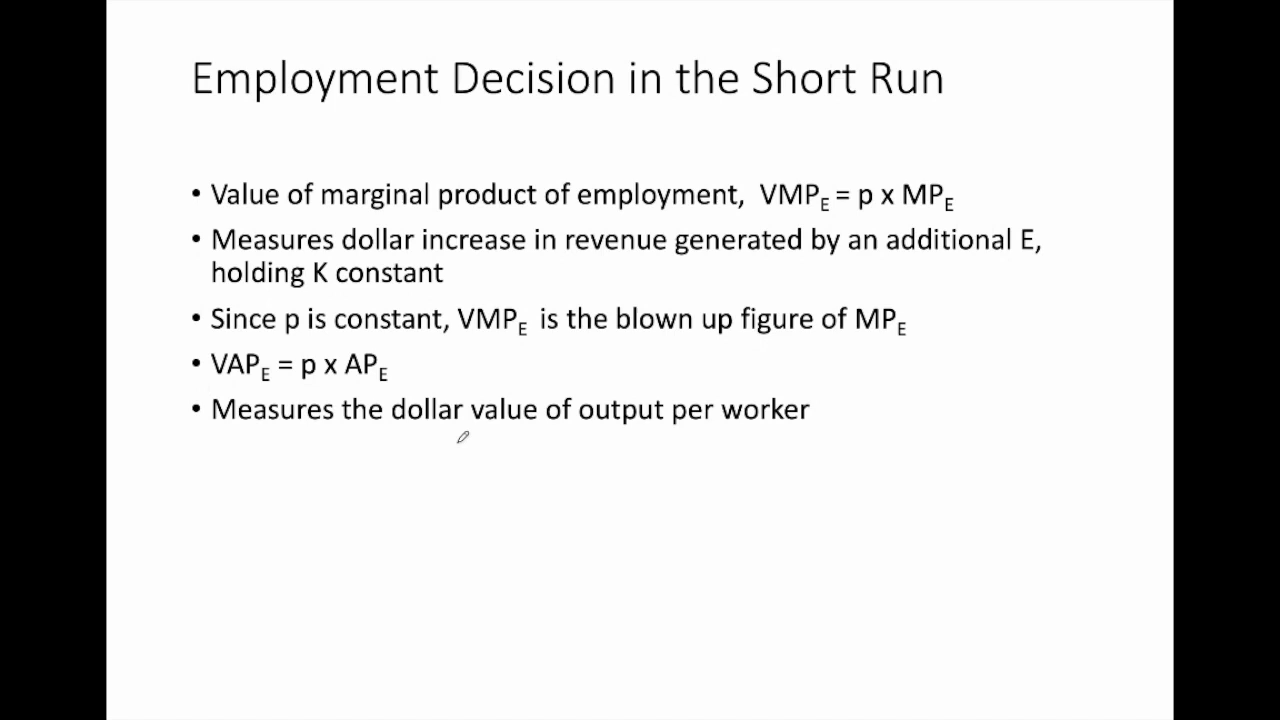 Employment Decision in the Short Run
• Value of marginal product of employment, VMP_E = p x MP_E
• Measures dollar increase in revenue generated by an additional E,
holding K constant
• Since p is constant, VMP_E is the blown up figure of MP_E
• VAP_E = p x AP_E
• Measures the dollar value of output per worker